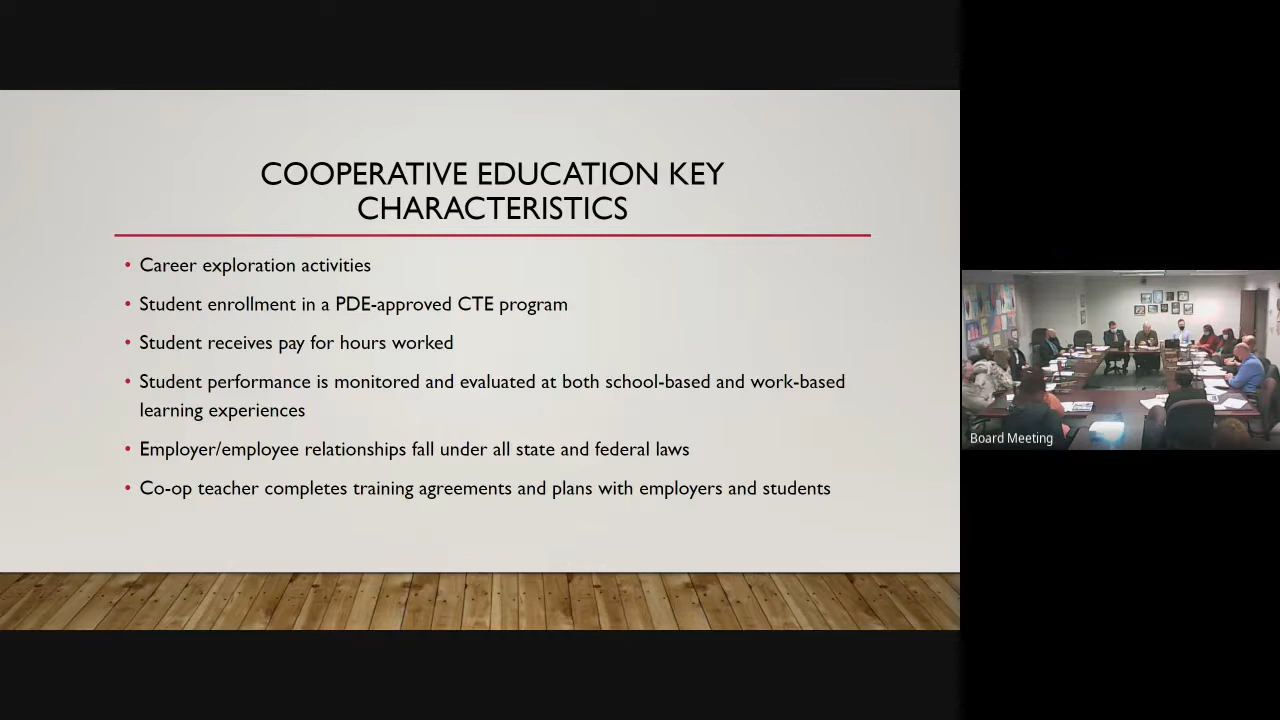 COOPERATIVE EDUCATION KEY
CHARACTERISTICS
• Career exploration activities
• Student enrollment in a PDE-approved CTE program
• Student receives pay for hours worked
• Student performance is monitored and evaluated at both school-based and work-based
learning experiences
• Employer/employee relationships fall under all state and federal laws
• Co-op teacher completes training agreements and plans with employers and students
Board Meeting